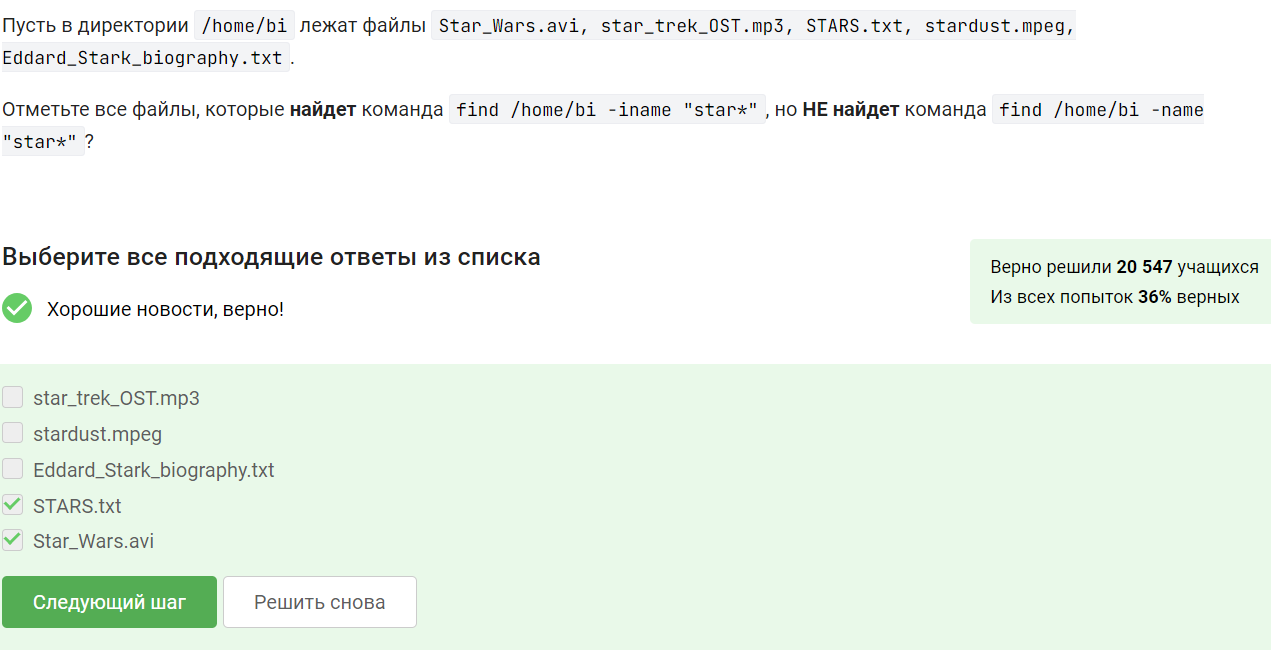 Пусть в директории /home/bi лежат файлы Star_Wars.avi, star_trek_OST.mp3, STARS.txt, stardust.mpeg,
Eddard_Stark_biography.txt.
Отметьте все файлы, которые найдет команда find /home/bi -iname "star*", но НЕ найдет команда find /home/bi -name
"star*"?
Выберите все подходящие ответы из списка
Верно решили 20 547 учащихся
Из всех попыток 36% верных
Хорошие новости, верно!
star_trek_OST.mp3
stardust.mpeg
Eddard_Stark_biography.txt
STARS.txt
Star_Wars.avi
Следующий шаг
Решить снова